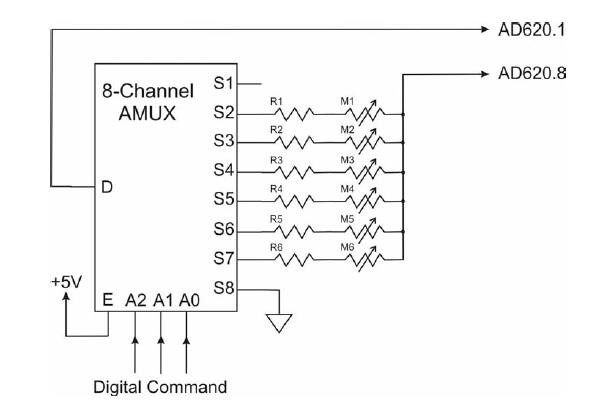 AD620.1
AD620.8
8-Channel
AMUX
S1
S2
R1
M1
S3
R2
M2
S4
R3
M3
S5
R4
M4
S6
R5
M5
S7
R6
M6
S8
D
+5V
E A2 A1 A0
Digital Command